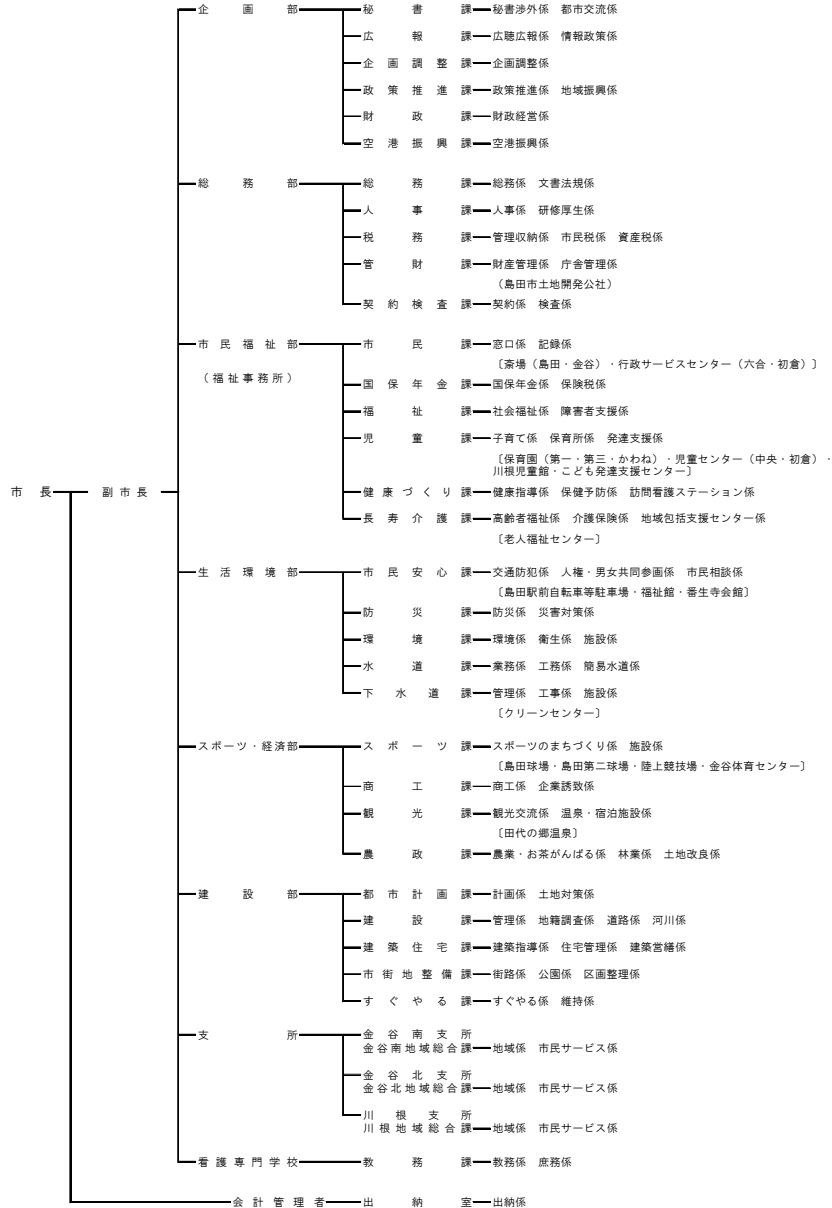 企画部 秘書課 秘書渉外係 都市交流係
広報課 広聴広報係 情報政策係
企画調整課 企画調整係
政策推進課 政策推進係 地域振興係
財政課 財政経営係
空港振興課 空港振興係
総務部 総務課 総務係 文書法規係
人事課 人事係 研修厚生係
税務課 管理収納係 市民税係 資産税係
管財課 財産管理係 庁舎管理係
（島田市土地開発公社）
契約検査課 契約係 検査係
市民福祉部 市民課 窓口係 記録係
〔斎場（島田・金谷）・行政サービスセンター（六合・初倉）〕
（福祉事務所） 国保年金課 国保年金係 保険税係
福祉課 社会福祉係 障害者支援係
児童課 子育て係 保育所係 発達支援係
〔保育園（第一・第三・かわね）・児童センター（中央・初倉）・
川根児童館・こども発達支援センター〕
市長 副市長 健康づくり課 健康指導係 保健予防係 訪問看護ステーション係
長寿介護課 高齢者福祉係 介護保険係 地域包括支援センター係
〔老人福祉センター〕
生活環境部 市民安心課 交通防犯係 人権・男女共同参画係 市民相談係
〔島田駅前自転車等駐車場・福祉館・番生寺会館〕
防災課 防災係 災害対策係
環境課 環境係 衛生係 施設係
水道課 業務係 工務係 簡易水道係
下水道課 管理係 工事係 施設係
〔クリーンセンター〕
スポーツ・経済部 スポーツ課 スポーツのまちづくり係 施設係
〔島田球場・島田第二球場・陸上競技場・金谷体育センター〕
商工課 商工係 企業誘致係
観光課 観光交流係 温泉・宿泊施設係
〔田代の郷温泉〕
農政課 農業・お茶がんばる係 林業係 土地改良係
建設部 都市計画課 計画係 土地対策係
建設課 管理係 地籍調査係 道路係 河川係
建築住宅課 建築指導係 住宅管理係 建築営繕係
市街地整備課 街路係 公園係 区画整理係
すぐやる課 すぐやる係 維持係
支所 金谷南支所
金谷南地域総合課 地域係 市民サービス係
金谷北支所
金谷北地域総合課 地域係 市民サービス係
川根支所
川根地域総合課 地域係 市民サービス係
看護専門学校 教務課 教務係 庶務係
会計管理者 出納室 出納係